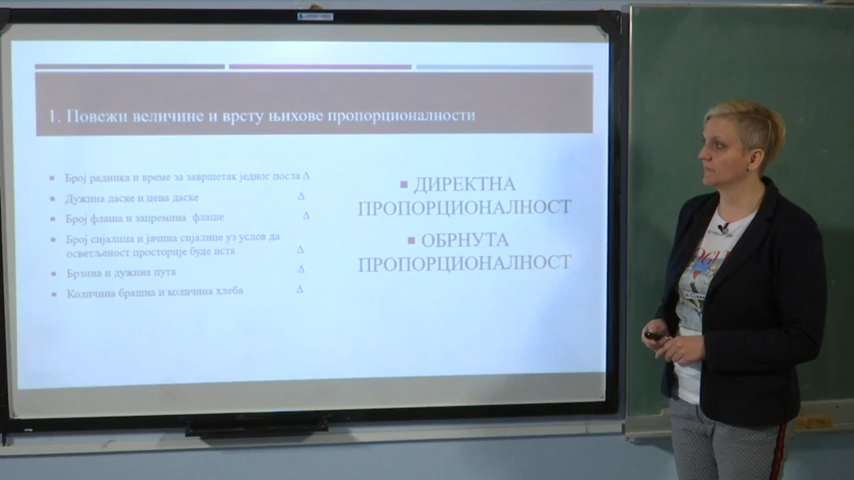 1. Повежи величине и врсту њихове пропорционалности
Број радника и време за завршетак једног посла Δ
Дужина даске и цена даске Δ
Број флаша и запремина флаше Δ
Број сијалица и јачина сијалице уз услов да
осветљеност просторије буде иста Δ
Брзина и дужина пута Δ
Количина брашна и количина хлеба Δ
ДИРЕКТНА
ПРОПОРЦИОНАЛНОСТ
ОБРНУТА
ПРОПОРЦИОНАЛНОСТ